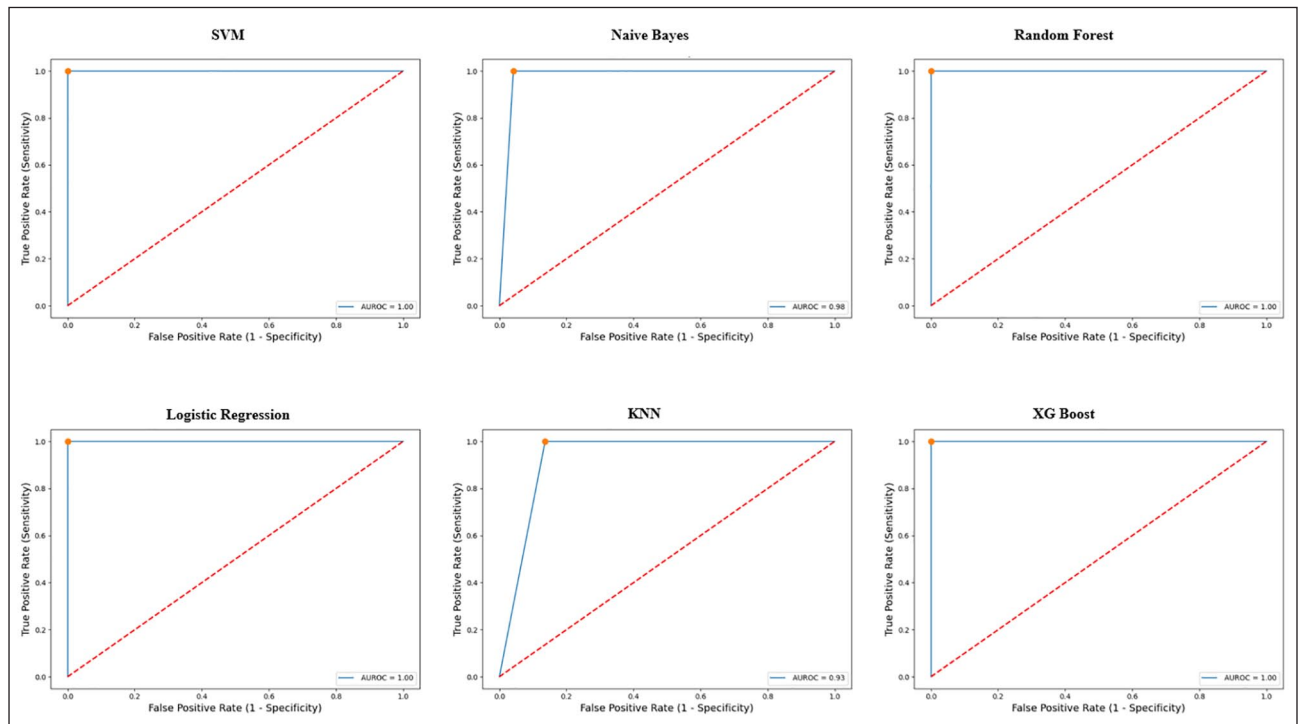 SVM
Naive Bayes
Random Forest
True Positive Rate (Sensitivity)
1.0
0.8
0.6
0.4
0.2
0.0
AUROC = 1.00
0.0 0.2 0.4 0.6 0.8 1.0
False Positive Rate (1 - Specificity)
True Positive Rate (Sensitivity)
1.0
0.8
0.6
0.4
0.2
0.0
AUROC = 0.98
0.0 0.2 0.4 0.6 0.8 1.0
False Positive Rate (1 - Specificity)
True Positive Rate (Sensitivity)
1.0
0.8
0.6
0.4
0.2
0.0
AUROC = 1.00
0.0 0.2 0.4 0.6 0.8 1.0
False Positive Rate (1 - Specificity)
Logistic Regression
KNN
XG Boost
True Positive Rate (Sensitivity)
1.0
0.8
0.6
0.4
0.2
0.0
AUROC = 1.00
0.0 0.2 0.4 0.6 0.8 1.0
False Positive Rate (1 - Specificity)
True Positive Rate (Sensitivity)
1.0
0.8
0.6
0.4
0.2
0.0
AUROC = 0.93
0.0 0.2 0.4 0.6 0.8 1.0
False Positive Rate (1 - Specificity)
True Positive Rate (Sensitivity)
1.0
0.8
0.6
0.4
0.2
0.0
AUROC = 1.00
0.0 0.2 0.4 0.6 0.8 1.0
False Positive Rate (1 - Specificity)